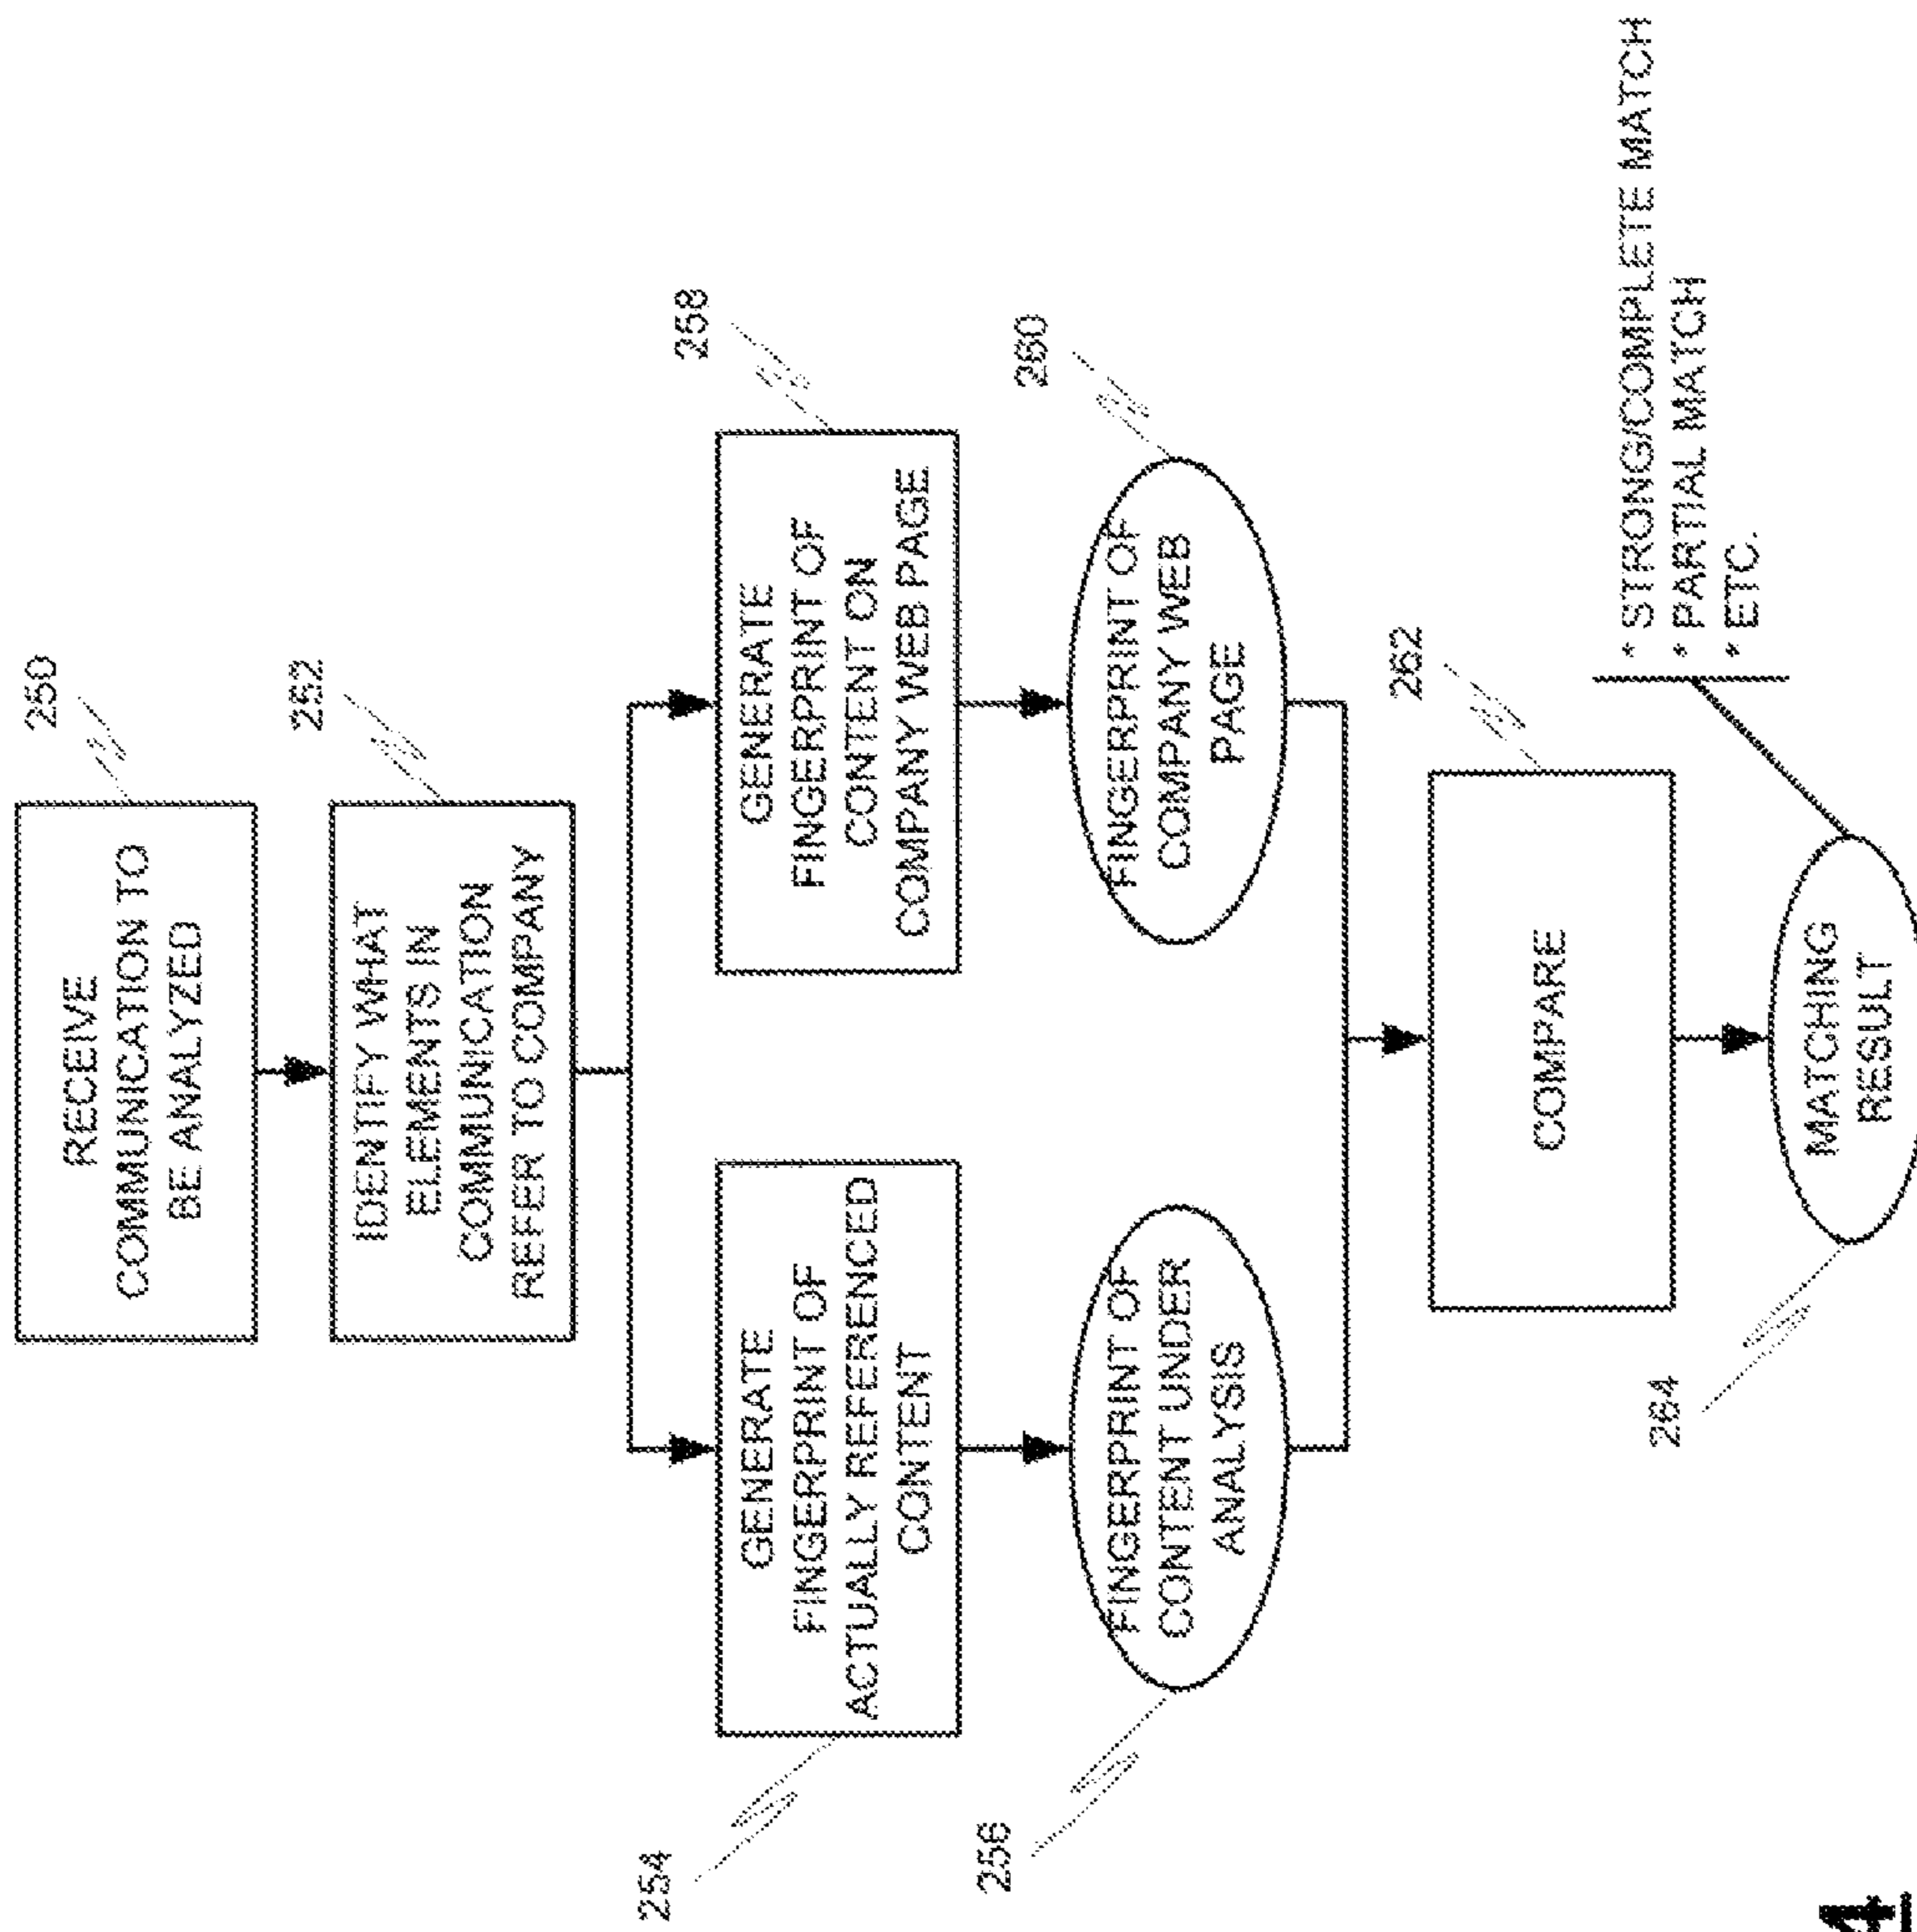 250
RECEIVE
COMMUNICATION TO
BE ANALYZED
252
IDENTIFY WHAT
ELEMENTS IN
COMMUNICATION
REFER TO COMPANY
254
GENERATE
FINGERPRINT OF
ACTUALLY REFERENCED
CONTENT
258
GENERATE
FINGERPRINT OF
CONTENT ON
COMPANY WEB PAGE
256
FINGERPRINT OF
CONTENT UNDER
ANALYSIS
260
FINGERPRINT OF
COMPANY WEB
PAGE
262
COMPARE
264
MATCHING
RESULT
* STRONG/COMPLETE MATCH
* PARTIAL MATCH
* ETC.
4